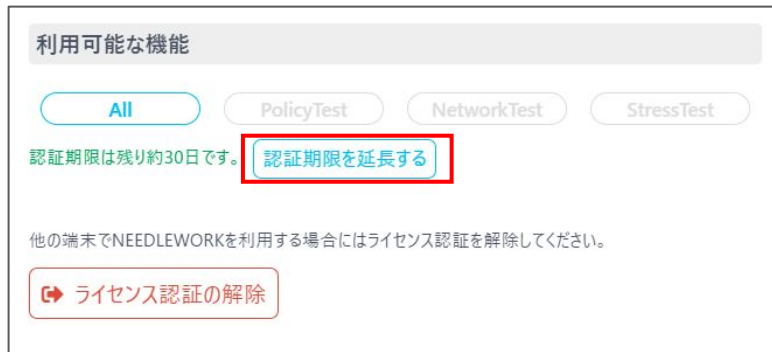 利用可能な機能
All PolicyTest NetworkTest StressTest
認証期限は残り約30日です。 認証期限を延長する
他の端末でNEEDLEWORKを利用する場合にはライセンス認証を解除してください。
ライセンス認証の解除